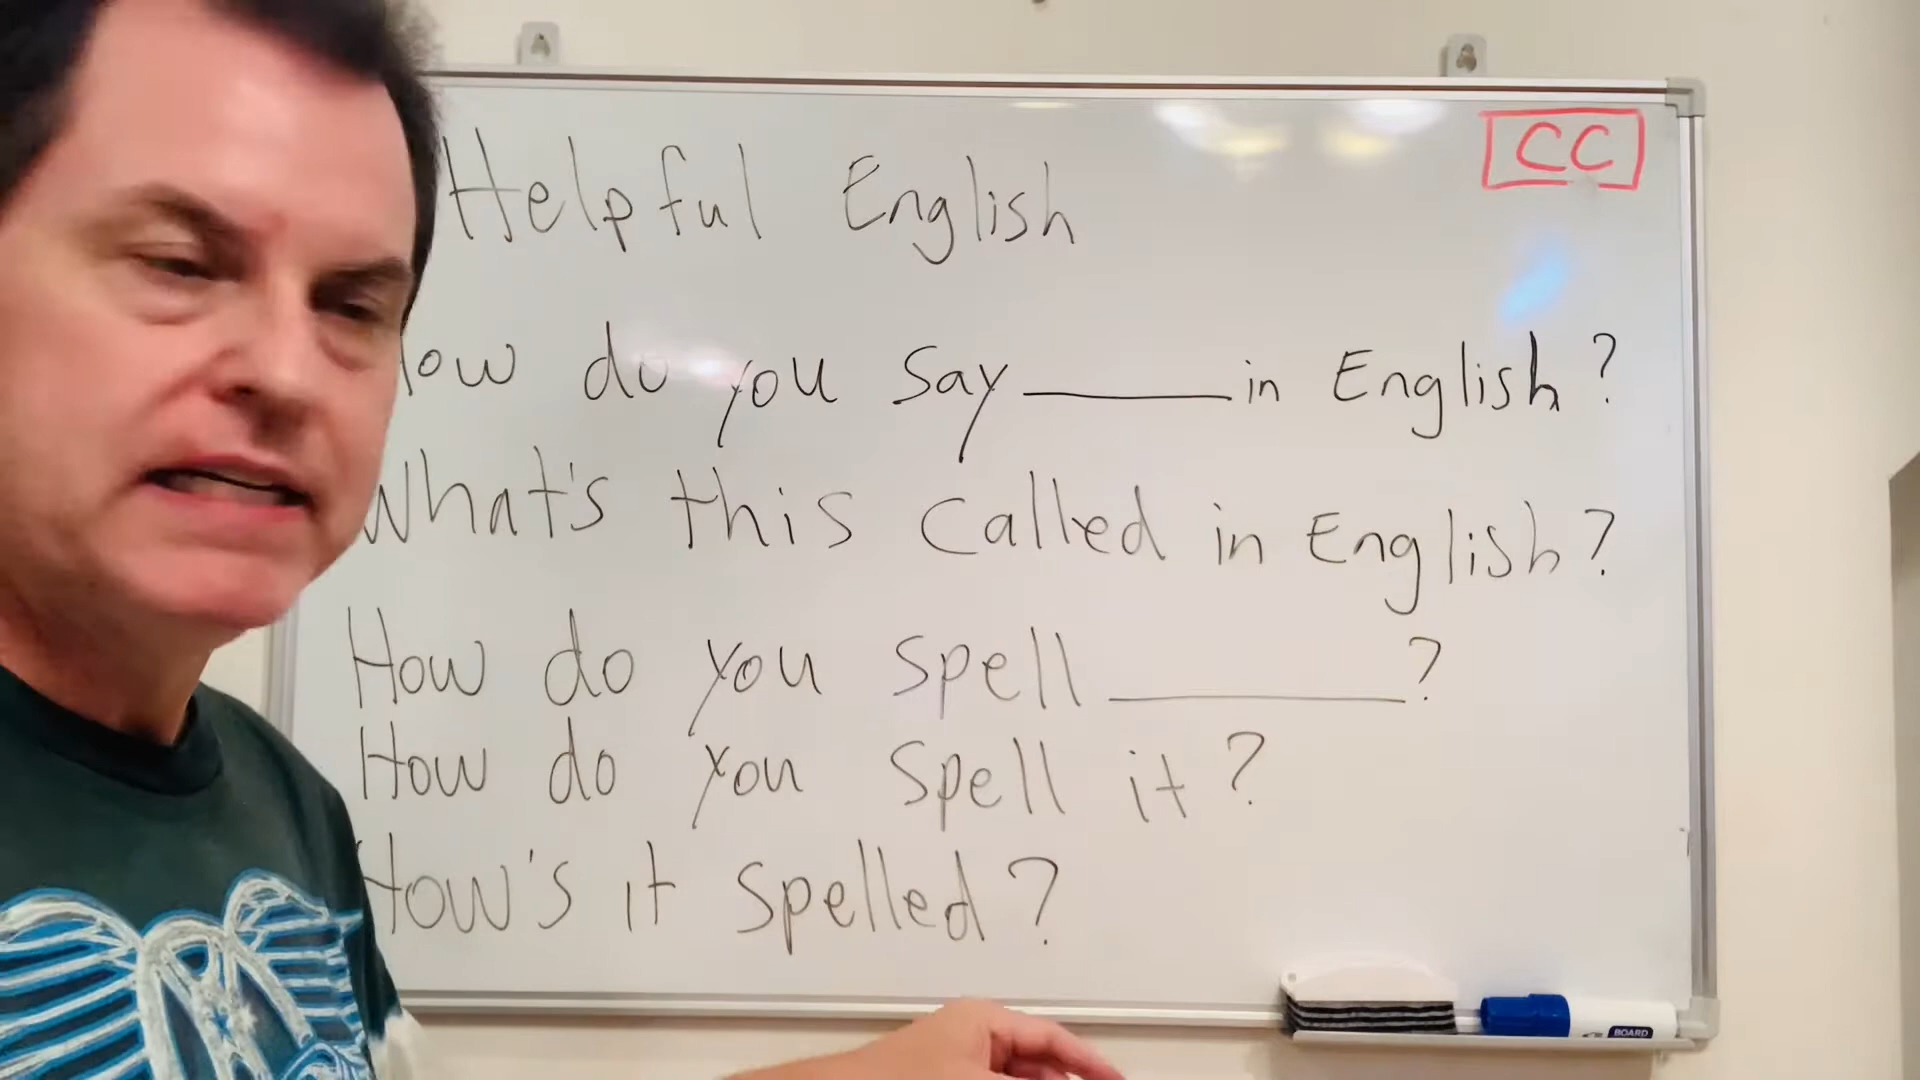 Helpful English
CC
How do you say ______ in English?
What's this called in English?
How do you spell ______?
How do you spell it?
How's it spelled?
BOARD